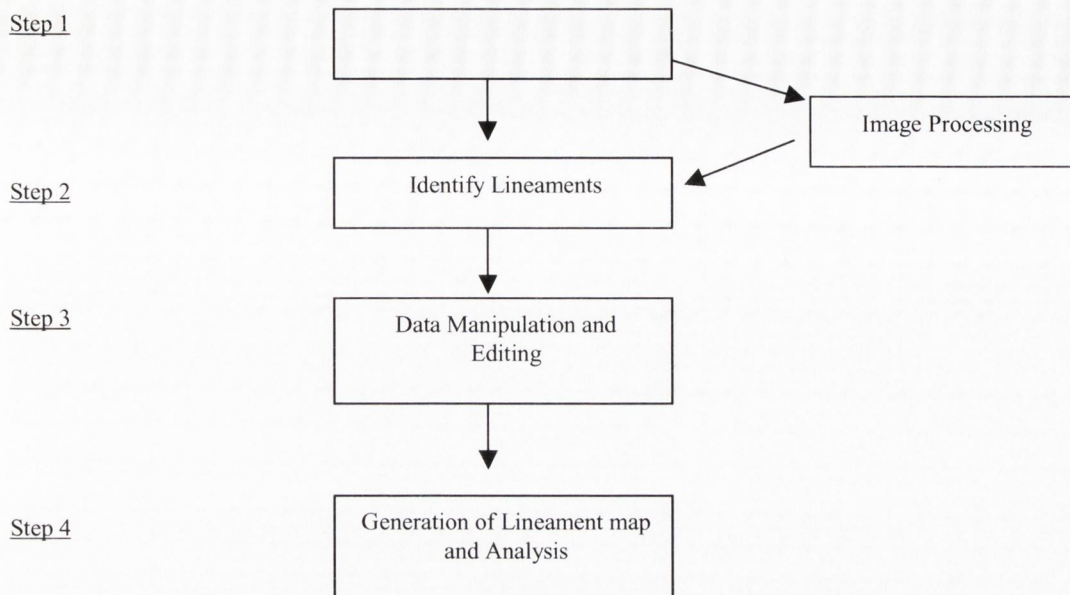 Step 1
Image Processing
Step 2
Identify Lineaments
Step 3
Data Manipulation and
Editing
Step 4
Generation of Lineament map
and Analysis